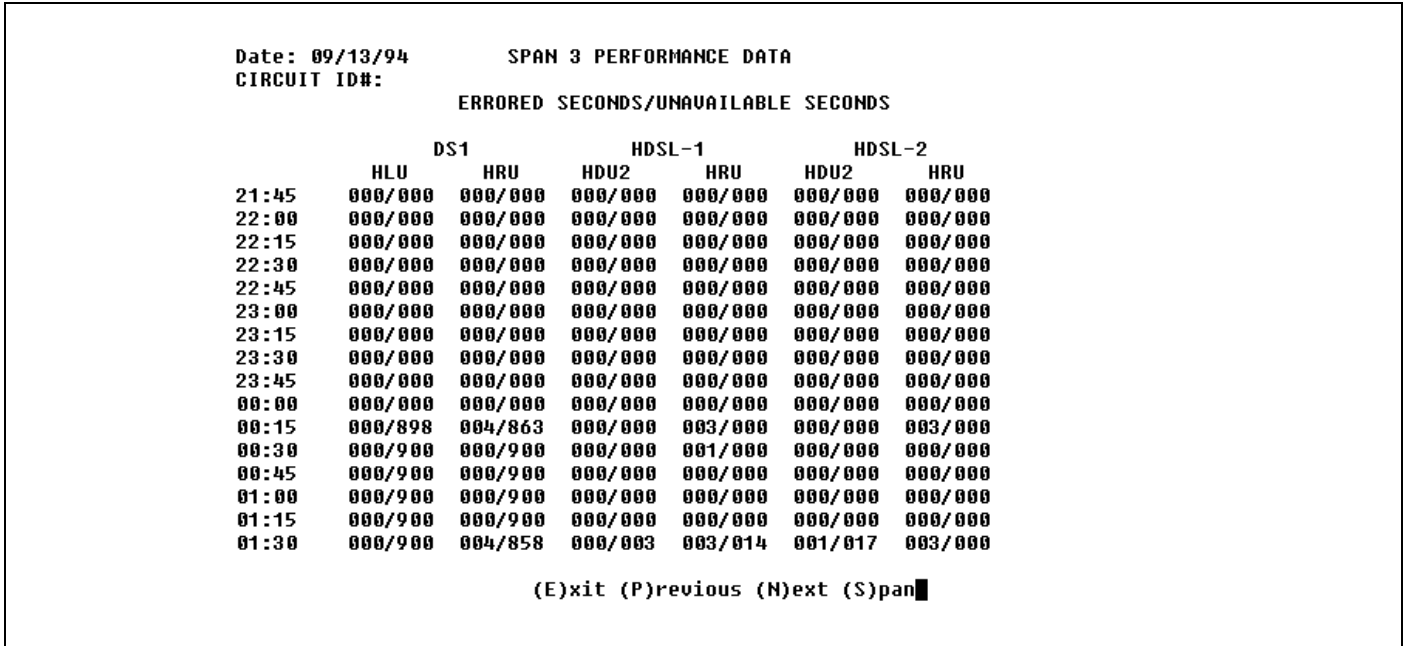 Date: 09/13/94 SPAN 3 PERFORMANCE DATA
CIRCUIT ID#:
ERRORED SECONDS/UNAVAILABLE SECONDS
DS1 HDSL-1 HDSL-2
HLU HRU HDU2 HRU HDU2 HRU
21:45 000/000 000/000 000/000 000/000 000/000 000/000
22:00 000/000 000/000 000/000 000/000 000/000 000/000
22:15 000/000 000/000 000/000 000/000 000/000 000/000
22:30 000/000 000/000 000/000 000/000 000/000 000/000
22:45 000/000 000/000 000/000 000/000 000/000 000/000
23:00 000/000 000/000 000/000 000/000 000/000 000/000
23:15 000/000 000/000 000/000 000/000 000/000 000/000
23:30 000/000 000/000 000/000 000/000 000/000 000/000
23:45 000/000 000/000 000/000 000/000 000/000 000/000
00:00 000/000 000/000 000/000 000/000 000/000 000/000
00:15 000/898 004/863 000/000 003/000 000/000 003/000
00:30 000/900 000/900 000/000 001/000 000/000 000/000
00:45 000/900 000/900 000/000 000/000 000/000 000/000
01:00 000/900 000/900 000/000 000/000 000/000 000/000
01:15 000/900 000/900 000/000 000/000 000/000 000/000
01:30 000/900 004/858 000/003 003/014 001/017 003/000
(E)xit (P)revious (N)ext (S)pan